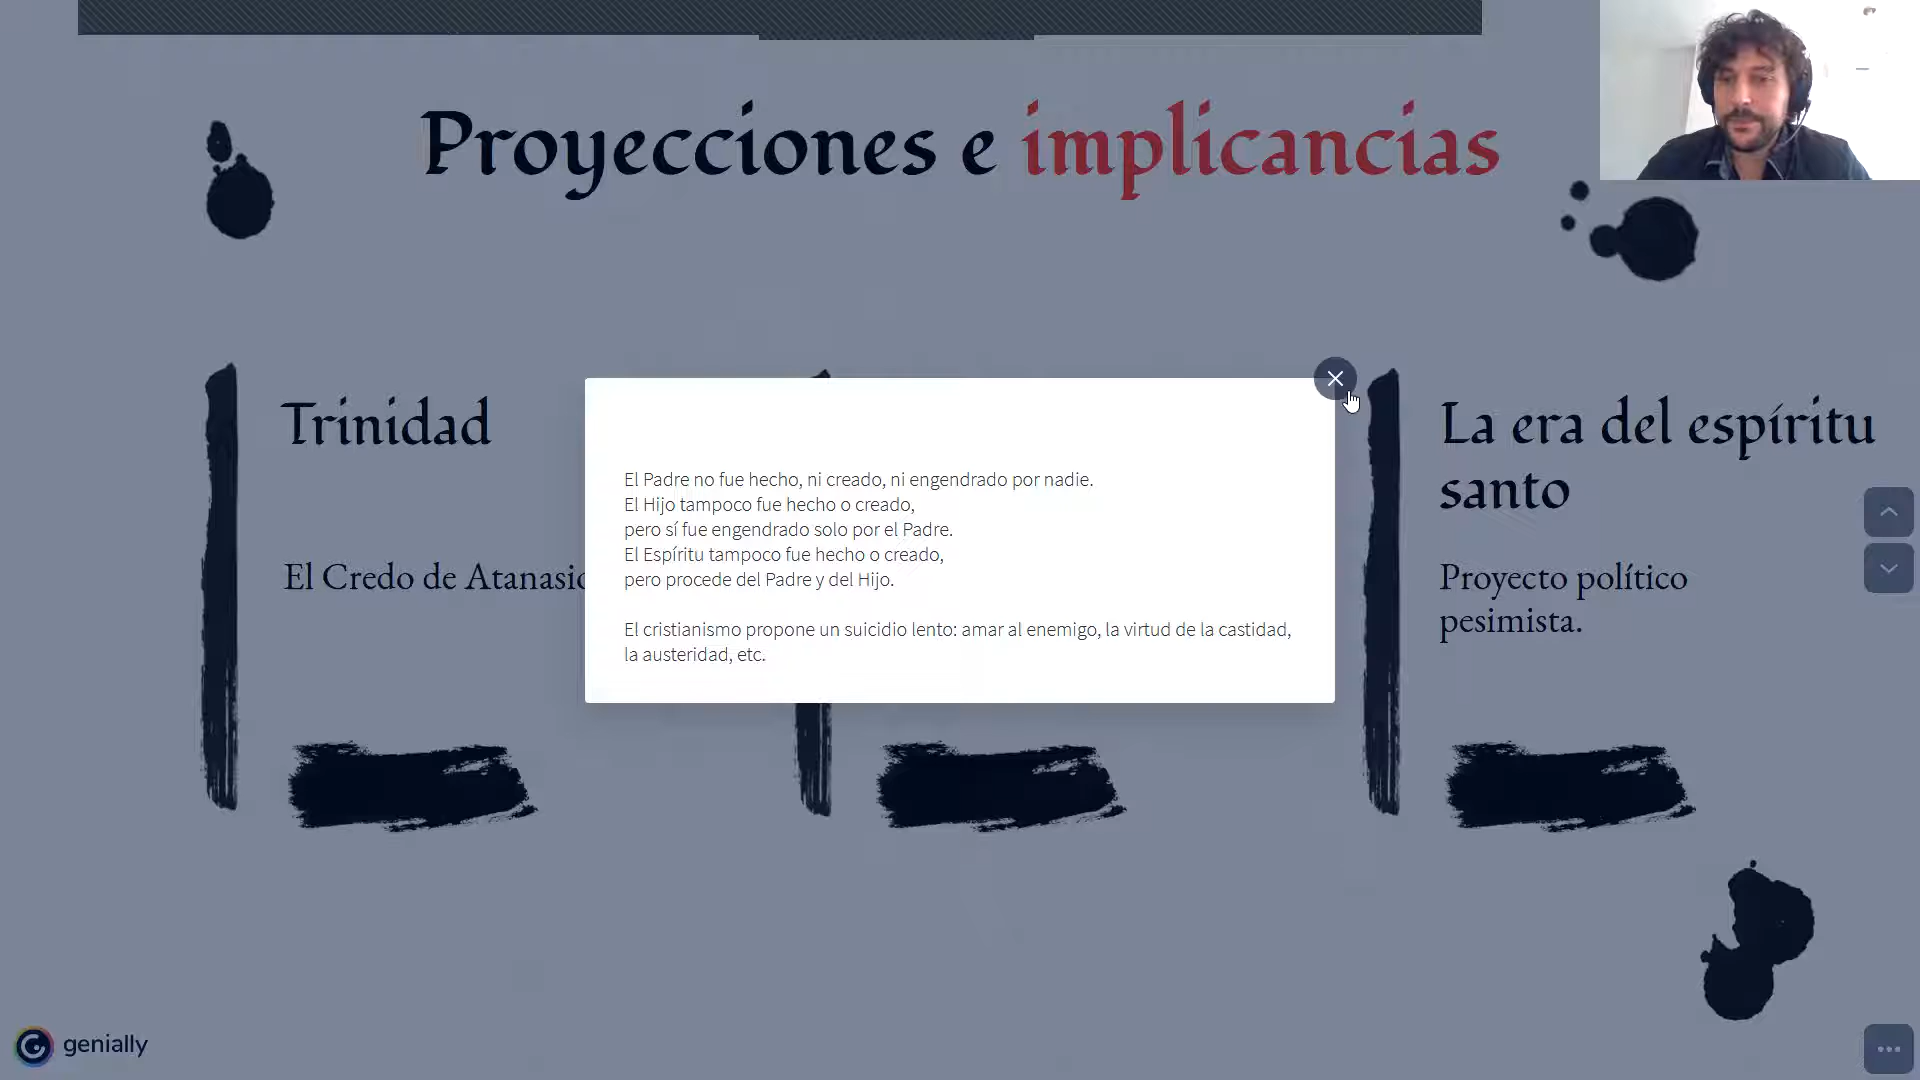 Proyecciones e implicancias
Trinidad
El Credo de Atanasio
El Padre no fue hecho, ni creado, ni engendrado por nadie.
El Hijo tampoco fue hecho o creado,
pero sí fue engendrado solo por el Padre.
El Espíritu tampoco fue hecho o creado,
pero procede del Padre y del Hijo.
El cristianismo propone un suicidio lento: amar al enemigo, la virtud de la castidad,
la austeridad, etc.
La era del espíritu
santo
Proyecto político
pesimista.
genially